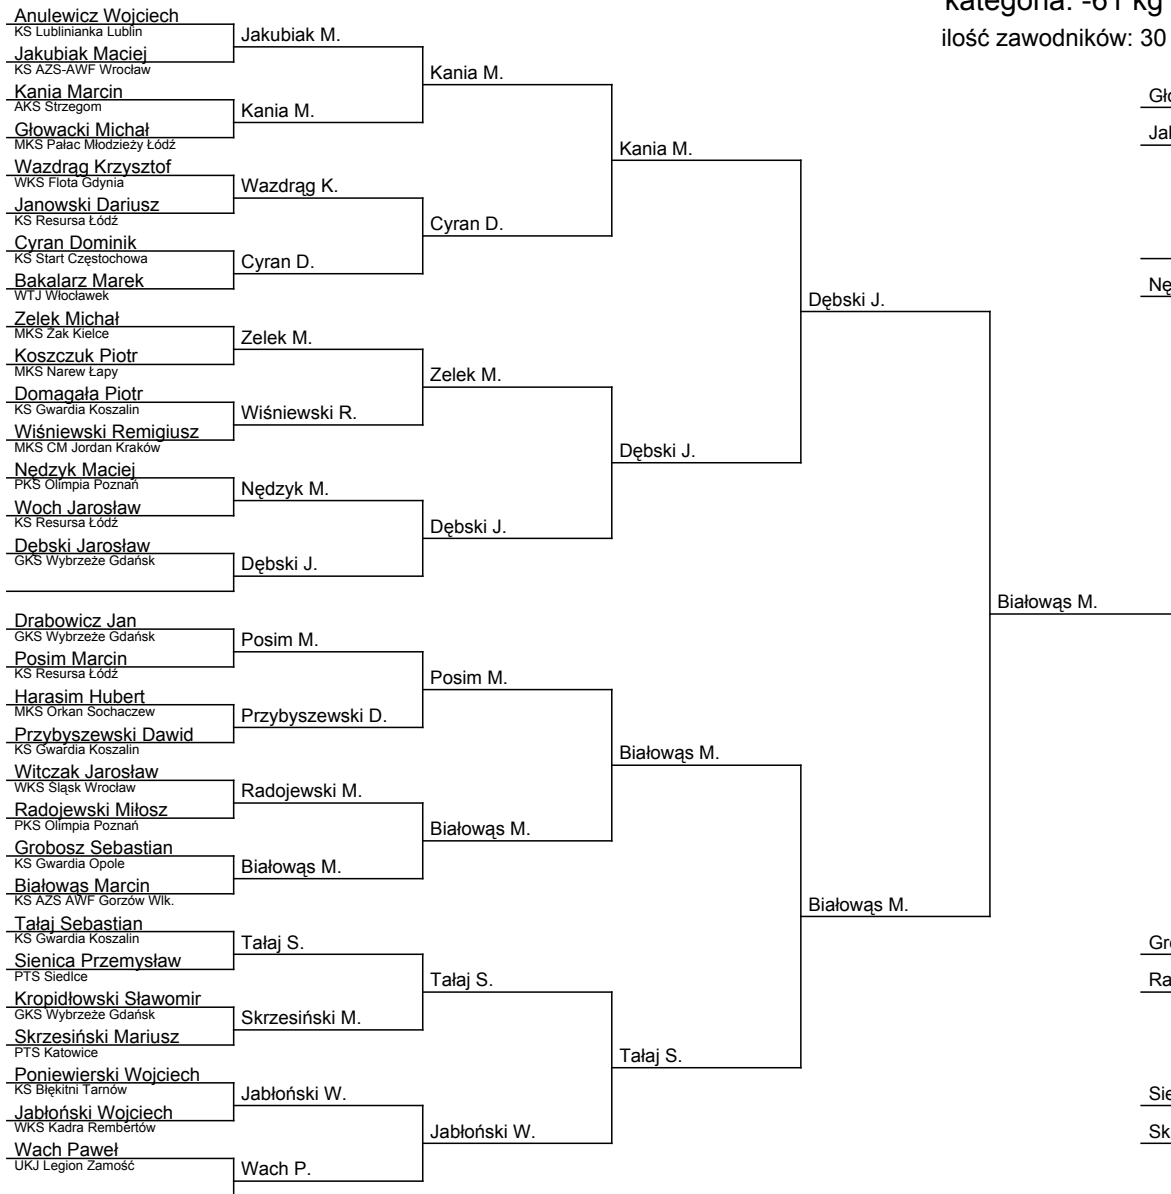 kategoria: -61 kg
ilość zawodników: 30
Anulewicz Wojciech
KS Lublinianka Lublin
Jakubiak Maciej
KS AZS-AWF Wrocław
Kania Marcin
AKS Strzegom
Głowacki Michał
MKS Pałac Młodzieży Łódź
Wazdrąg Krzysztof
WKS Flota Gdynia
Janowski Dariusz
KS Resursa Łódź
Cyran Dominik
KS Start Częstochowa
Bakalarz Marek
WTJ Włocławek
Zelek Michał
MKS Żak Kielce
Koszczuk Piotr
MKS Narew Łapy
Domagała Piotr
KS Gwardia Koszalin
Wiśniewski Remigiusz
MKS CM Jordan Kraków
Nędzyk Maciej
PKS Olimpia Poznań
Woch Jarosław
KS Resursa Łódź
Dębski Jarosław
GKS Wybrzeże Gdańsk
Drabowicz Jan
GKS Wybrzeże Gdańsk
Posim Marcin
KS Resursa Łódź
Harasim Hubert
MKS Orkan Sochaczew
Przybyszewski Dawid
KS Gwardia Koszalin
Witczak Jarosław
WKS Śląsk Wrocław
Radojewski Miłosz
PKS Olimpia Poznań
Grobosz Sebastian
KS Gwardia Opole
Białowąs Marcin
KS AZS AWF Gorzów Wlk.
Tałaj Sebastian
KS Gwardia Koszalin
Sienica Przemysław
PTS Siedlce
Kropidłowski Sławomir
GKS Wybrzeże Gdańsk
Skrzesiński Mariusz
PTS Katowice
Poniewierski Wojciech
KS Błękitni Tarnów
Jabłoński Wojciech
WKS Kadra Rembertów
Wach Paweł
UKJ Legion Zamość
Jakubiak M.
Kania M.
Wazdrąg K.
Cyran D.
Zelek M.
Wiśniewski R.
Nędzyk M.
Dębski J.
Posim M.
Przybyszewski D.
Radojewski M.
Białowąs M.
Tałaj S.
Skrzesiński M.
Jabłoński W.
Wach P.
Kania M.
Cyran D.
Zelek M.
Dębski J.
Posim M.
Białowąs M.
Tałaj S.
Jabłoński W.
Kania M.
Dębski J.
Białowąs M.
Tałaj S.
Dębski J.
Białowąs M.
Białowąs M.
Gło
Jak
Nę
Gro
Ra
Sie
Sk